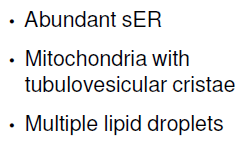 • Abundant sER
• Mitochondria with
tubulovesicular cristae
• Multiple lipid droplets